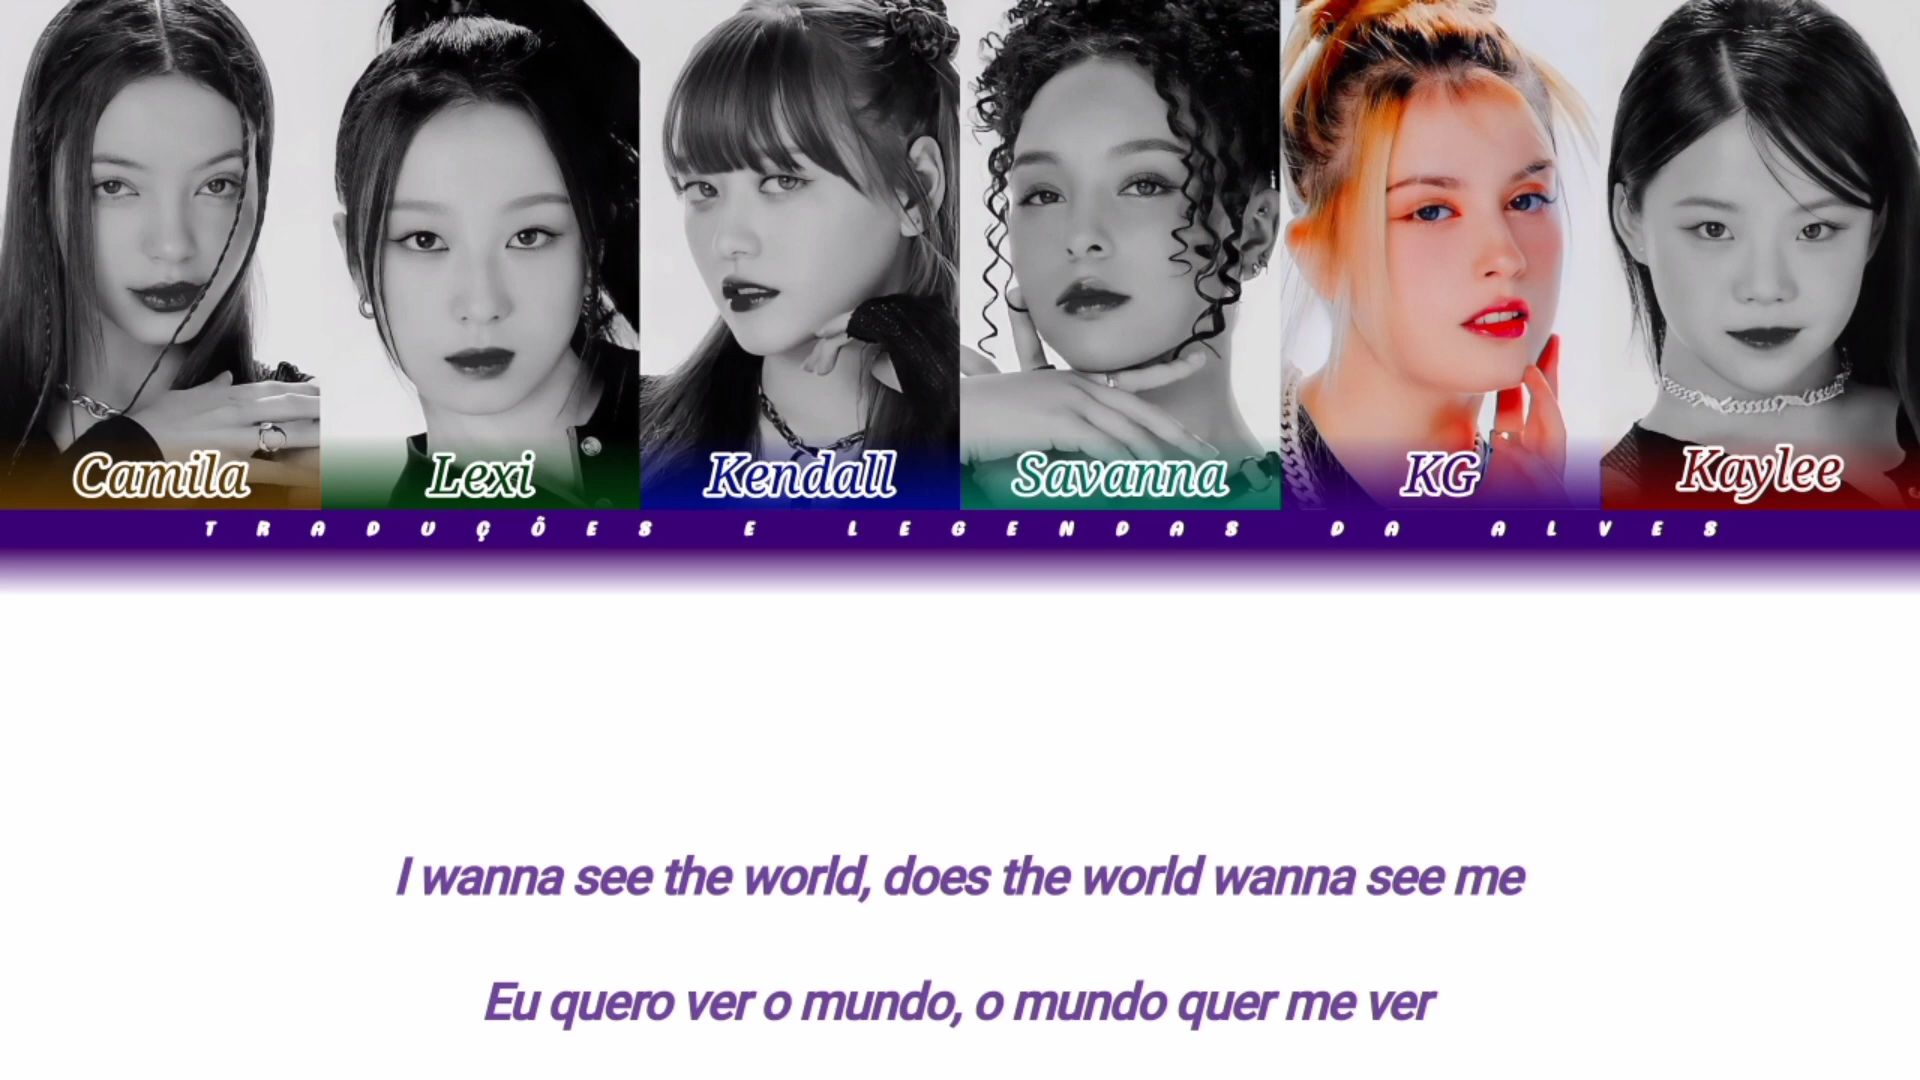 Camila Lexi Kendall Savanna KG Kaylee
TRADUÇÕES E LEGENDAS DA ALVES
I wanna see the world, does the world wanna see me
Eu quero ver o mundo, o mundo quer me ver